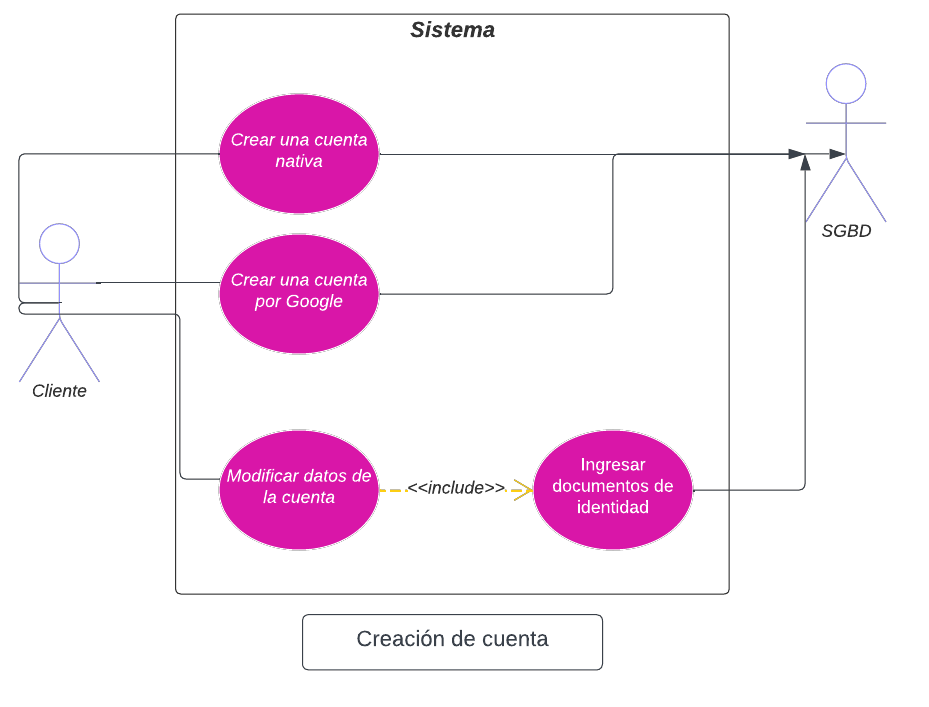 Sistema
Crear una cuenta
nativa
SGBD
Crear una cuenta
por Google
Cliente
Modificar datos de
la cuenta
<<include>>
Ingresar
documentos de
identidad
Creación de cuenta